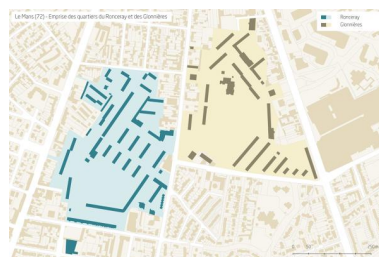 Le Mans (72) - Emprise des quartiers du Ronceray et des Glonnières
Ronceray
Glonnières